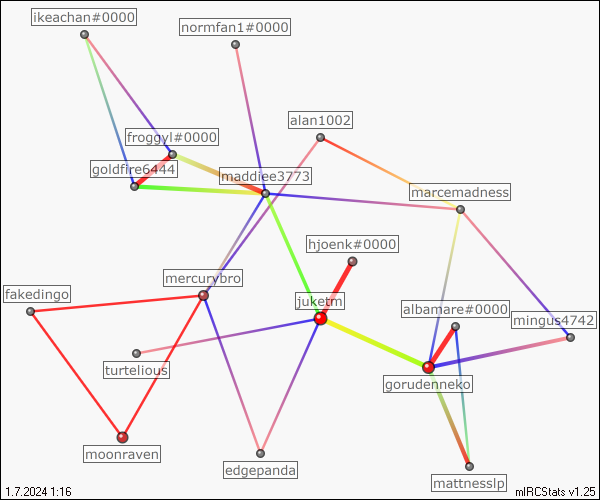 ikeachan#0000
normfan1#0000
alan1002
froggyl#0000
goldfire6444
maddiee3773
marcemadness
hjoenk#0000
mercurybro
fakedingo
juketm
albamare#0000
mingus4742
turtelious
gorudenneko
moonraven
edgepanda
mattnesslp
1.7.2024 1:16
mIRCStats v1.25